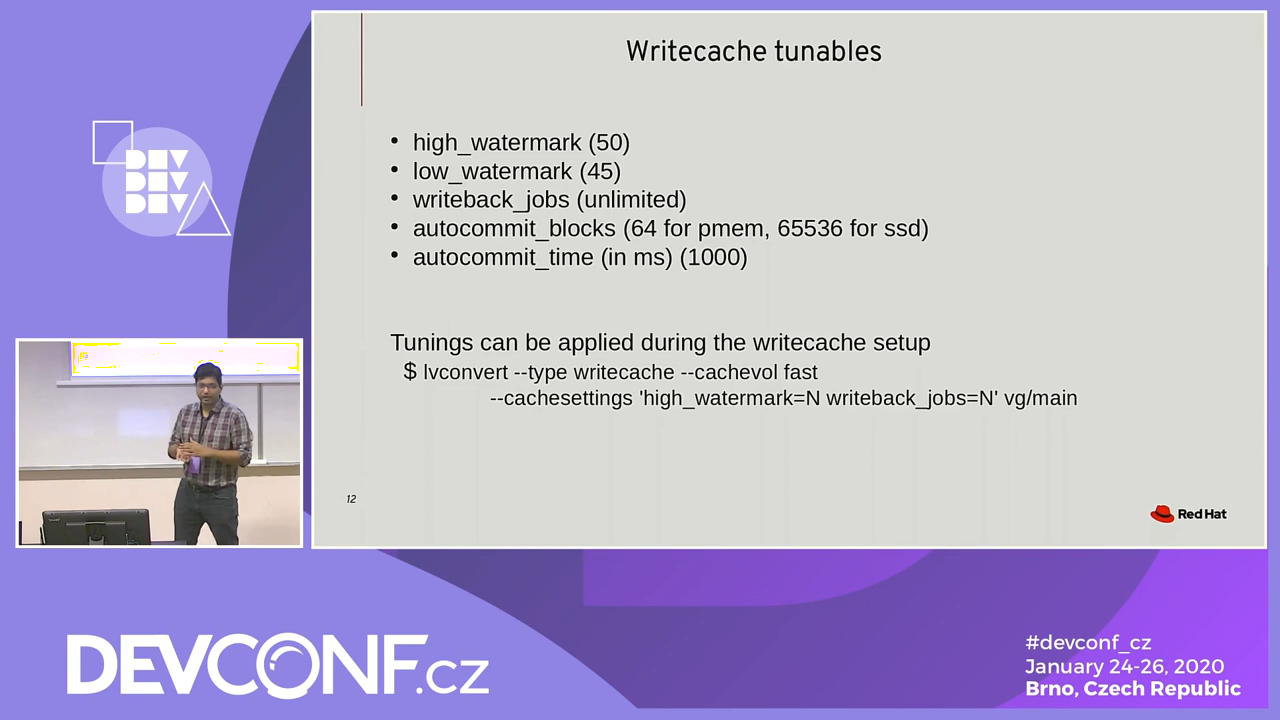 Writecache tunables
• high_watermark (50)
• low_watermark (45)
• writeback_jobs (unlimited)
• autocommit_blocks (64 for pmem, 65536 for ssd)
• autocommit_time (in ms) (1000)
Tunings can be applied during the writecache setup
$ lvconvert --type writecache --cachevol fast
--cachesettings 'high_watermark=N writeback_jobs=N' vg/main
12
Red Hat
DEV
DEV
DEV
DEVCONF.cz
#devconf_cz
January 24-26, 2020
Brno, Czech Republic